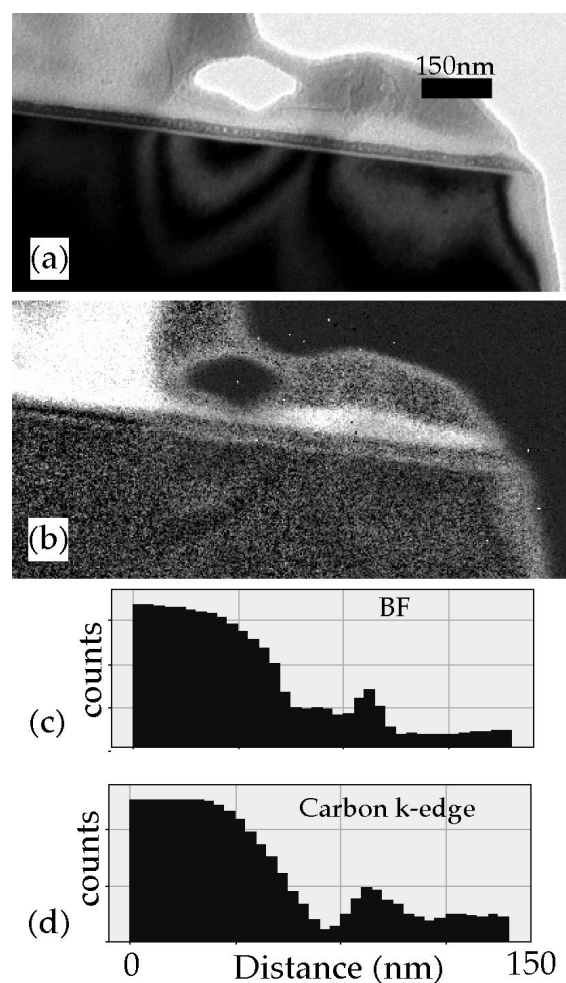 150nm
(a)
(b)
BF
counts
(c)
Carbon k-edge
counts
(d)
0 Distance (nm) 150